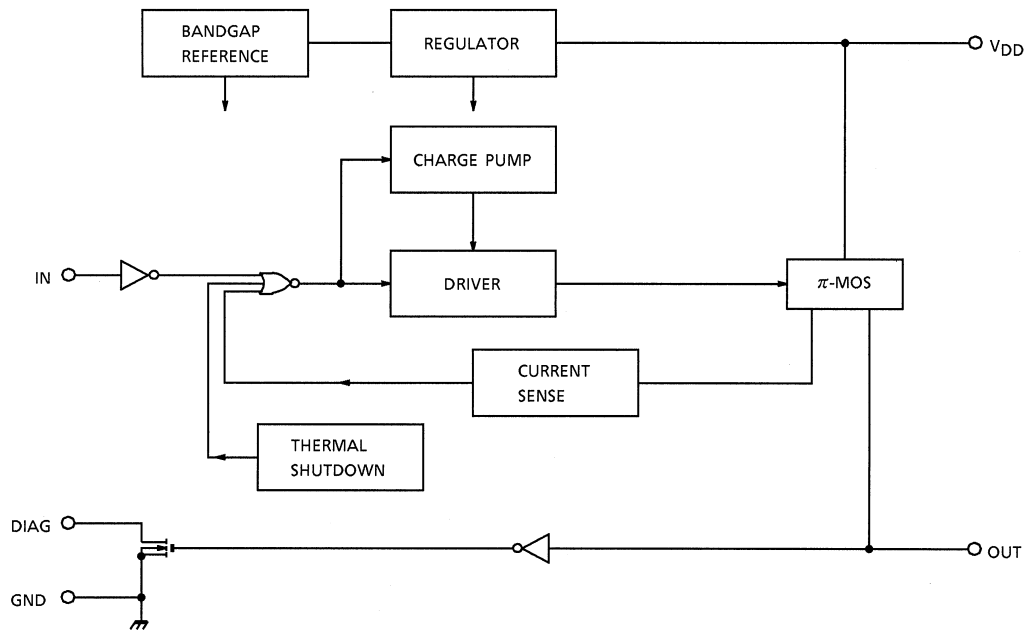 BANDGAP
REFERENCE
REGULATOR
VDD
CHARGE PUMP
IN
DRIVER
π-MOS
CURRENT
SENSE
THERMAL
SHUTDOWN
DIAG
OUT
GND